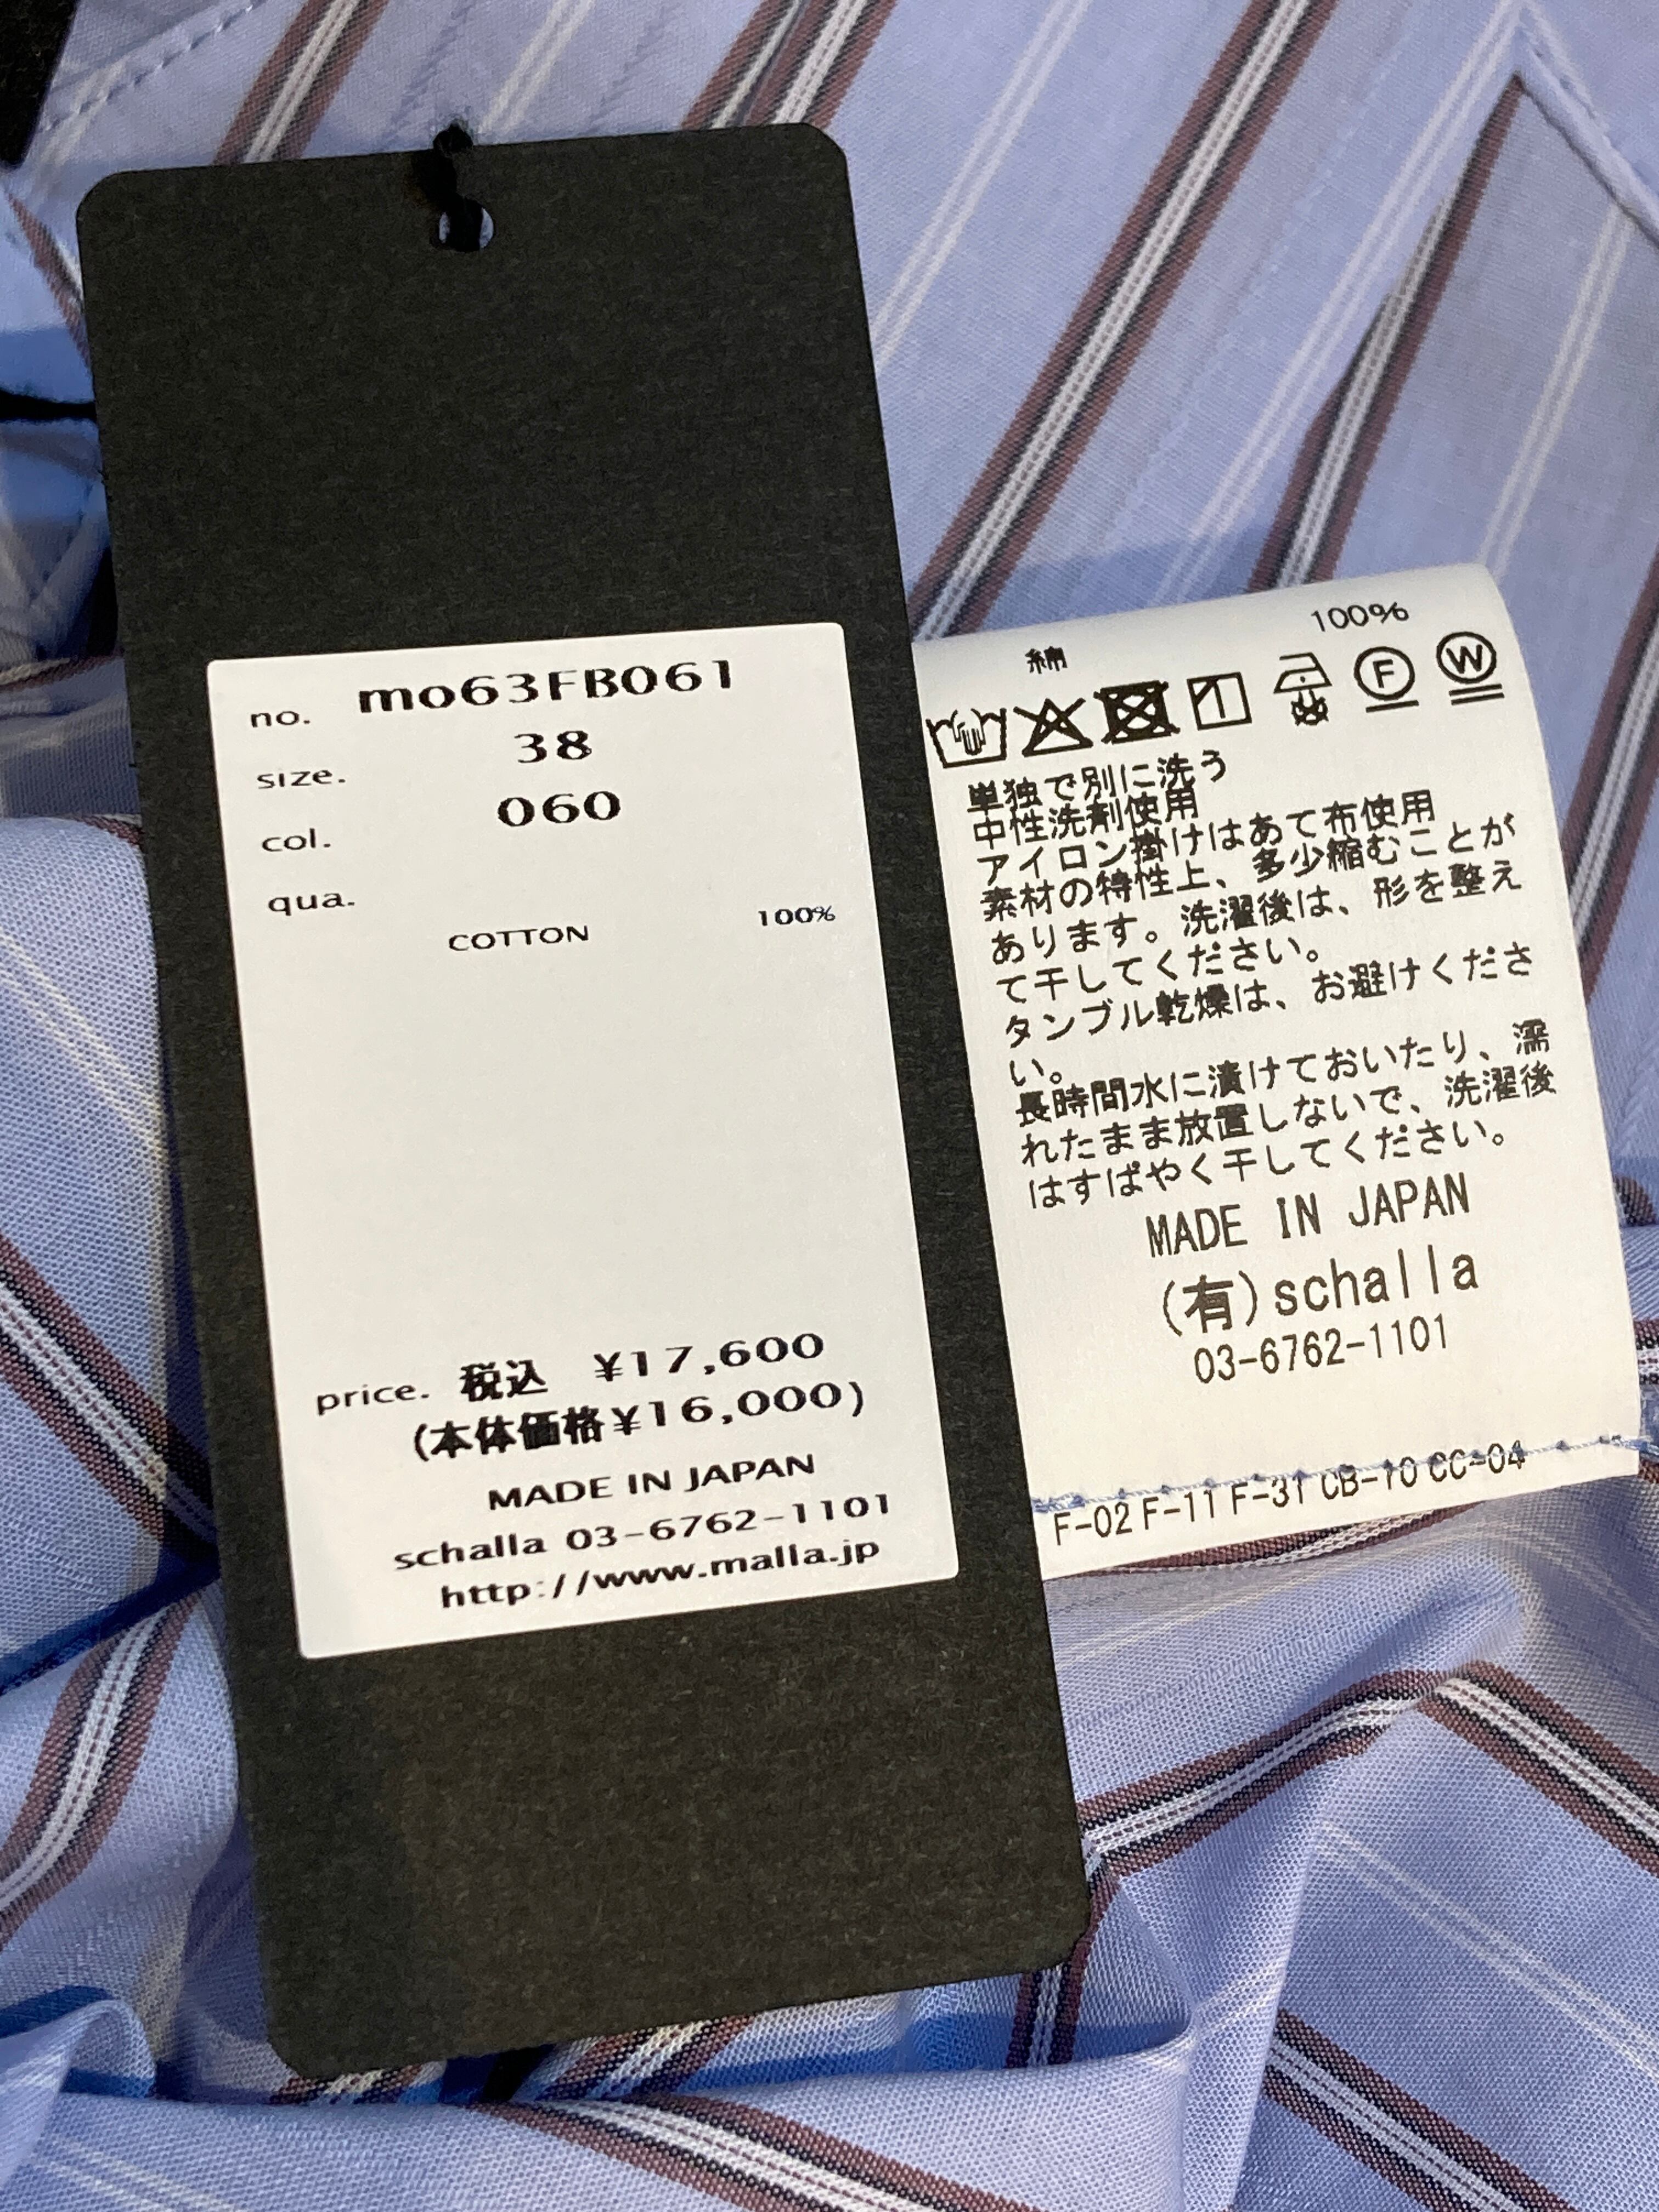 no. mo63FB061
size. 38
col. 060
qua.
COTTON 100%
price. 税込 ¥17,600
(本体価格¥16,000)
MADE IN JAPAN
schalla 03-6762-1101
http://www.malla.jp
綿 100%
F W
単独で別に洗う
中性洗剤使用
アイロン掛けはあて布使用
素材の特性上、多少縮むことが
あります。洗濯後は、形を整え
て干してください。
タンブル乾燥は、お避けくださ
い。
長時間水に漬けておいたり、濡
れたまま放置しないで、洗濯後
はすばやく干してください。
MADE IN JAPAN
(有)schalla
03-6762-1101
F-02 F-11 F-31 CB-10 CC-04